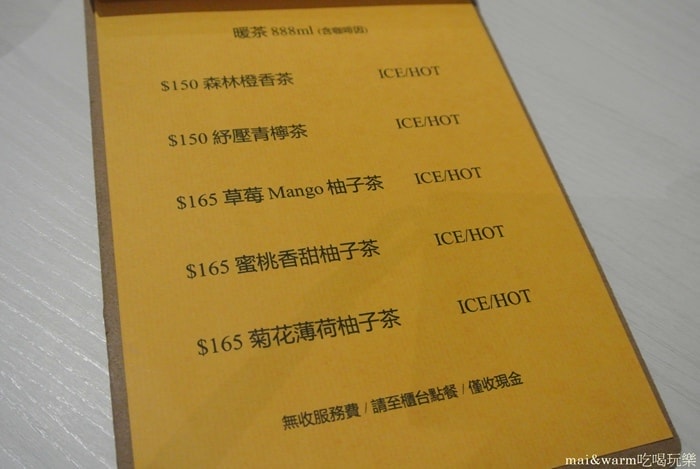 暖茶 888ml (含咖啡因)
$150 森林橙香茶 ICE/HOT
$150 紓壓青檸茶 ICE/HOT
$165 草莓 Mango 柚子茶 ICE/HOT
$165 蜜桃香甜柚子茶 ICE/HOT
$165 菊花薄荷柚子茶 ICE/HOT
無收服務費 / 請至櫃台點餐 / 僅收現金
mai&warm吃喝玩樂